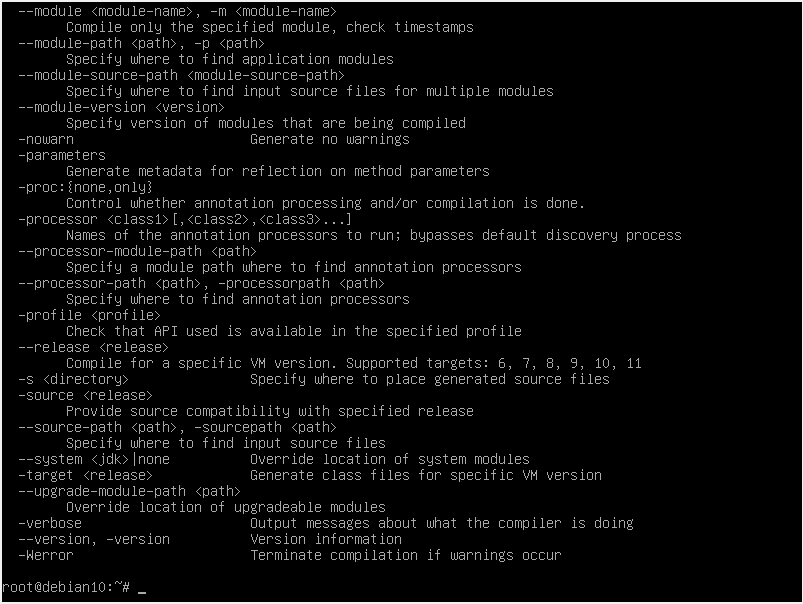 --module <module-name>, -m <module-name>
Compile only the specified module, check timestamps
--module-path <path>, -p <path>
Specify where to find application modules
--module-source-path <module-source-path>
Specify where to find input source files for multiple modules
--module-version <version>
Specify version of modules that are being compiled
-nowarn Generate no warnings
-parameters
Generate metadata for reflection on method parameters
-proc:{none,only}
Control whether annotation processing and/or compilation is done.
-processor <class1>[,<class2>,<class3>...]
Names of the annotation processors to run; bypasses default discovery process
--processor-module-path <path>
Specify a module path where to find annotation processors
--processor-path <path>, -processorpath <path>
Specify where to find annotation processors
-profile <profile>
Check that API used is available in the specified profile
--release <release>
Compile for a specific VM version. Supported targets: 6, 7, 8, 9, 10, 11
-s <directory> Specify where to place generated source files
-source <release>
Provide source compatibility with specified release
--source-path <path>, -sourcepath <path>
Specify where to find input source files
--system <jdk>|none Override location of system modules
-target <release> Generate class files for specific VM version
--upgrade-module-path <path>
Override location of upgradeable modules
-verbose Output messages about what the compiler is doing
--version, -version Version information
-Werror Terminate compilation if warnings occur
root@debian10:~# _